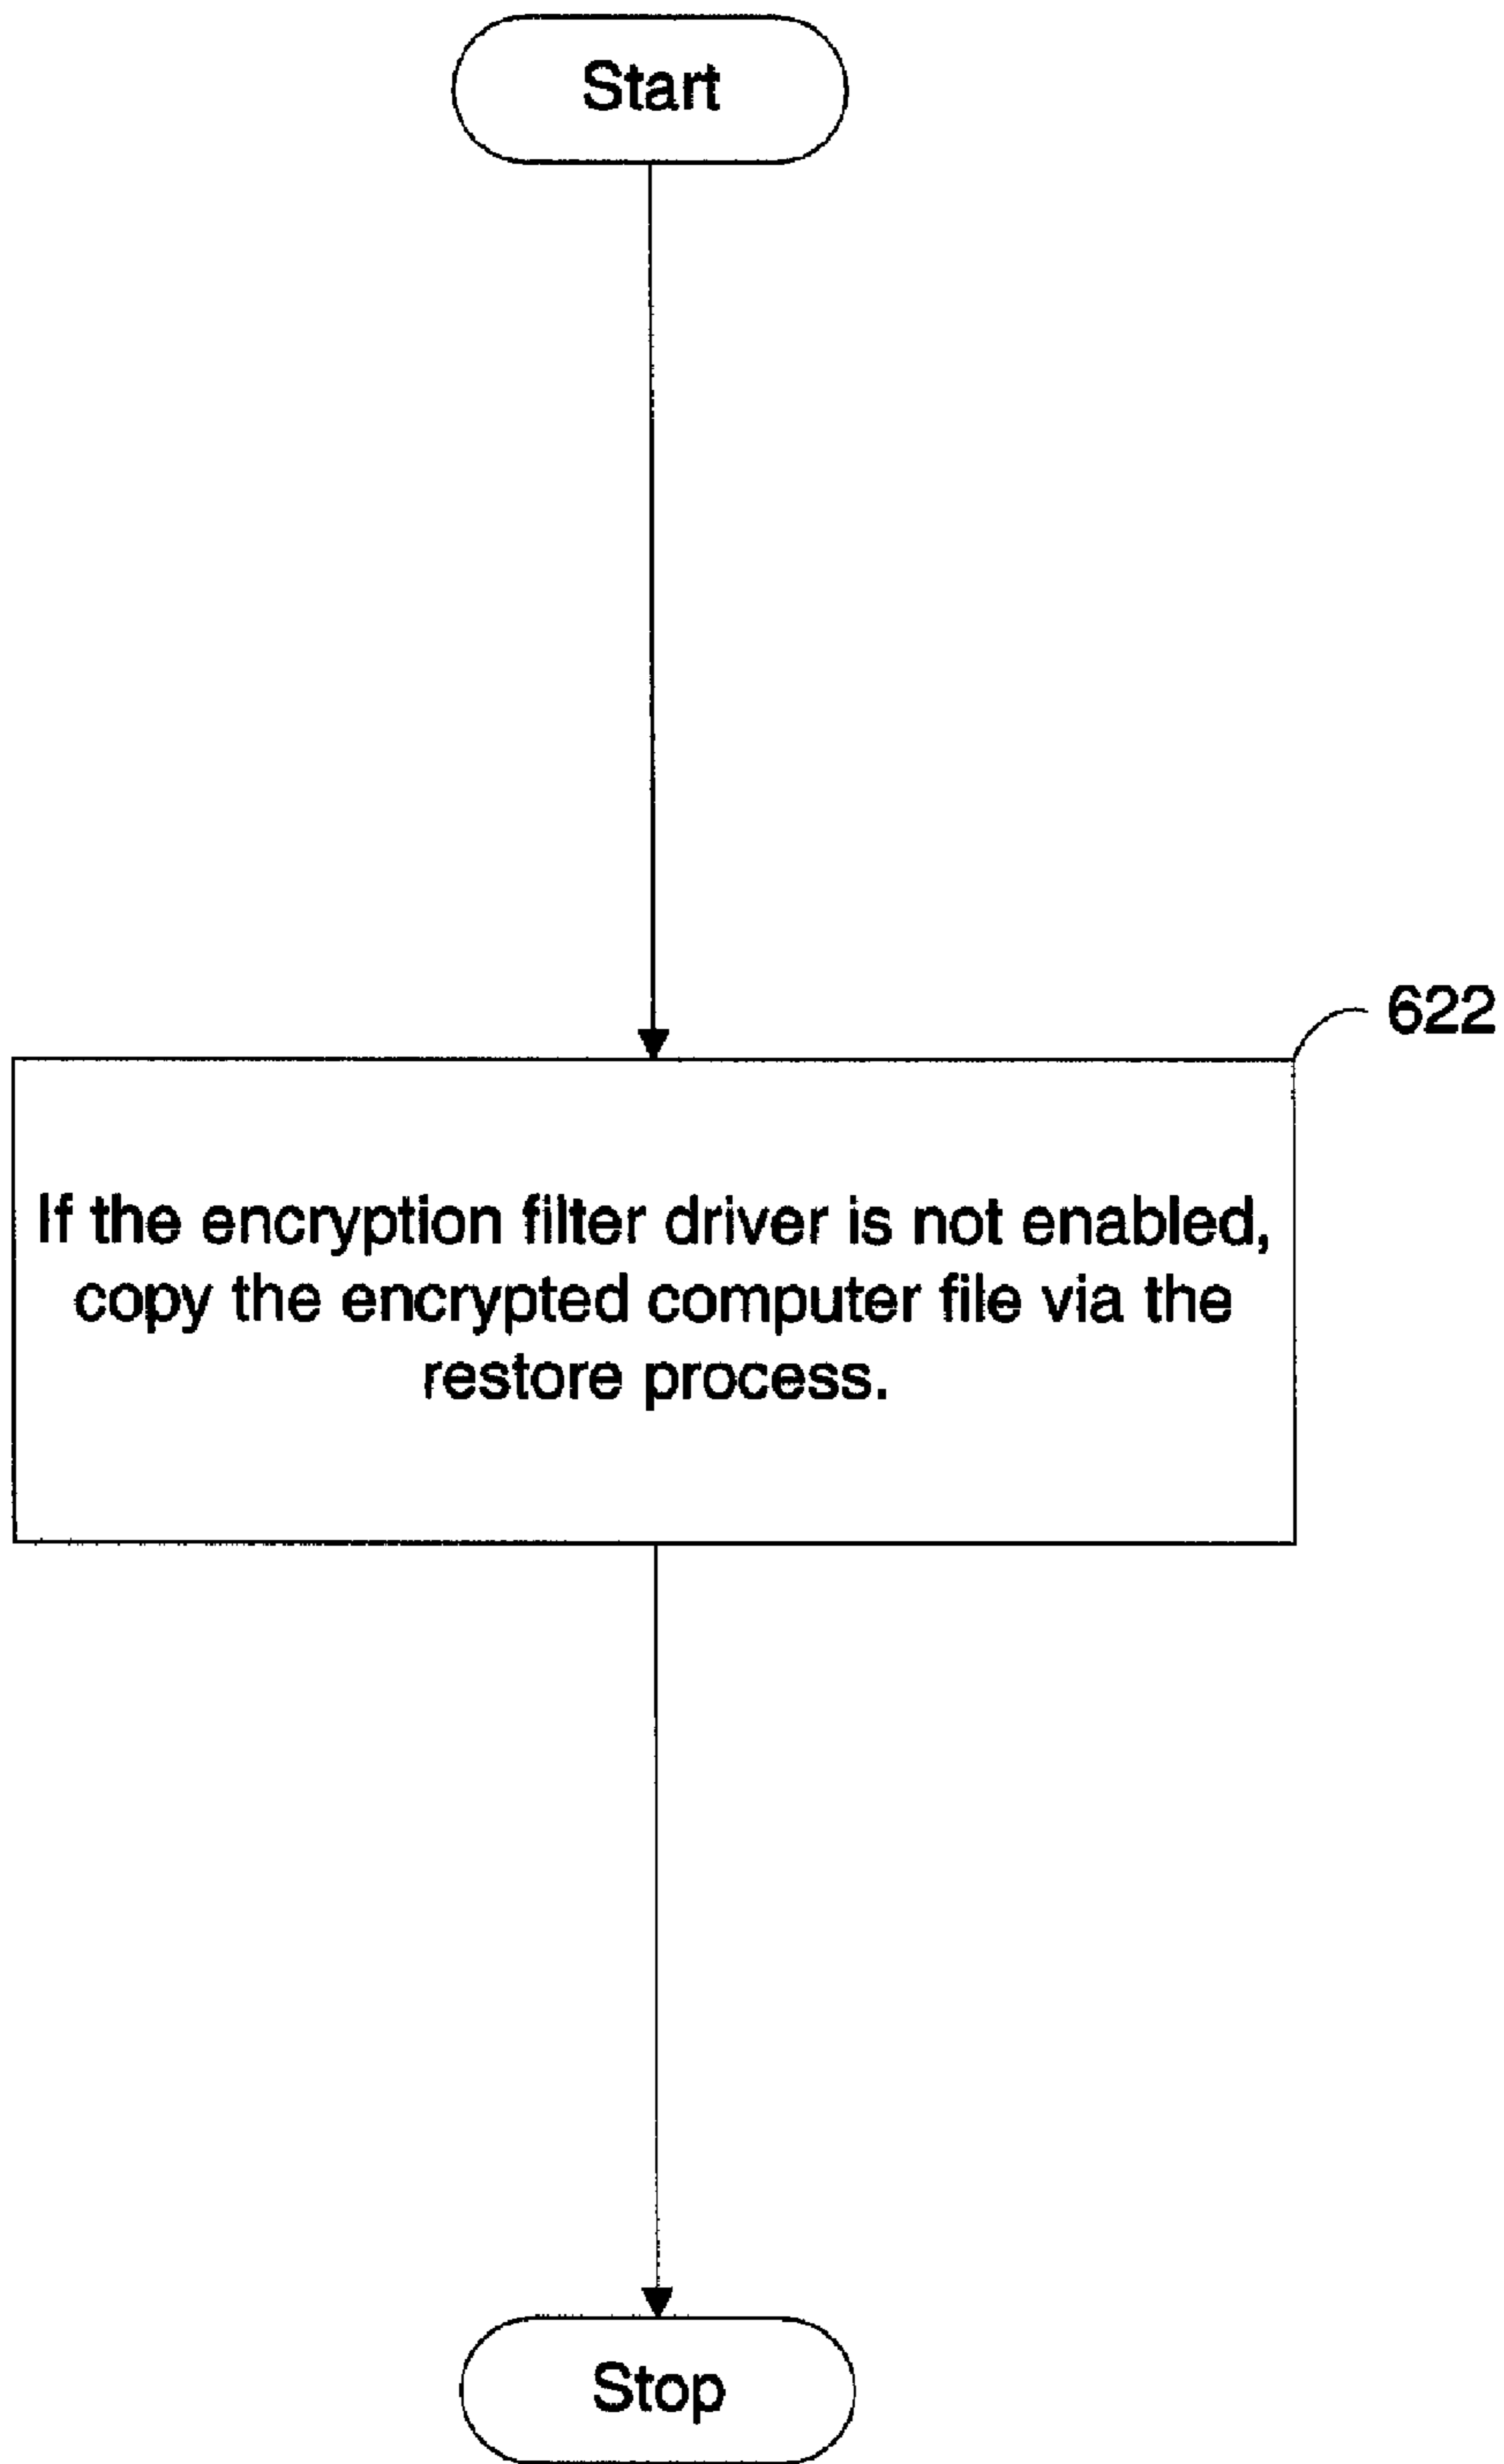 Start
622
If the encryption filter driver is not enabled,
copy the encrypted computer file via the
restore process.
Stop